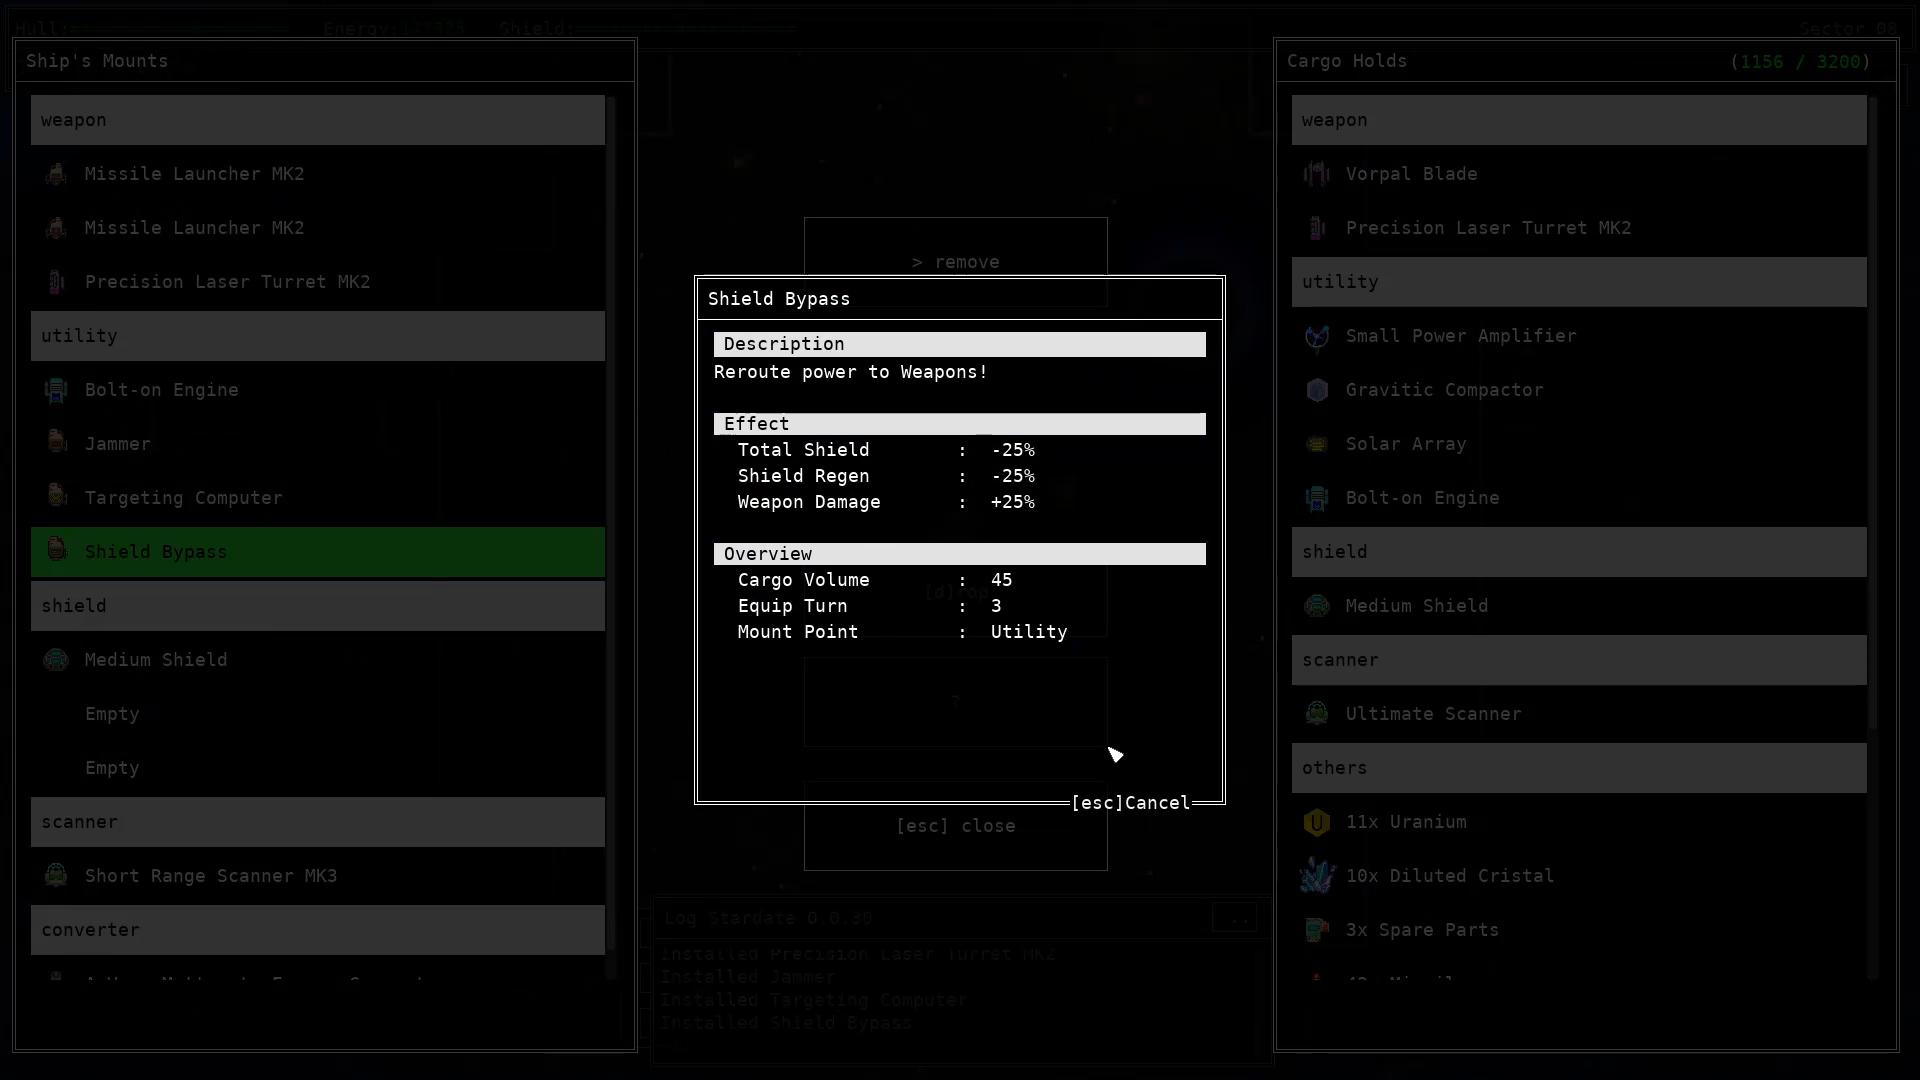 Hull:
Energy:
Shield:
Sector 08
Ship's Mounts
weapon
Missile Launcher MK2
Missile Launcher MK2
Precision Laser Turret MK2
utility
Bolt-on Engine
Jammer
Targeting Computer
Shield Bypass
shield
Medium Shield
Empty
Empty
scanner
Short Range Scanner MK3
converter
> remove
Shield Bypass
Description
Reroute power to Weapons!
Effect
Total Shield : -25%
Shield Regen : -25%
Weapon Damage : +25%
Overview
Cargo Volume : 45
Equip Turn : 3
Mount Point : Utility
?
[esc]Cancel
[esc] close
Log Stardate 0.0.30
..
Installed Precision Laser Turret MK2
Installed Jammer
Installed Targeting Computer
Installed Shield Bypass
Cargo Holds (1156 / 3200)
weapon
Vorpal Blade
Precision Laser Turret MK2
utility
Small Power Amplifier
Gravitic Compactor
Solar Array
Bolt-on Engine
shield
Medium Shield
scanner
Ultimate Scanner
others
11x Uranium
10x Diluted Cristal
3x Spare Parts